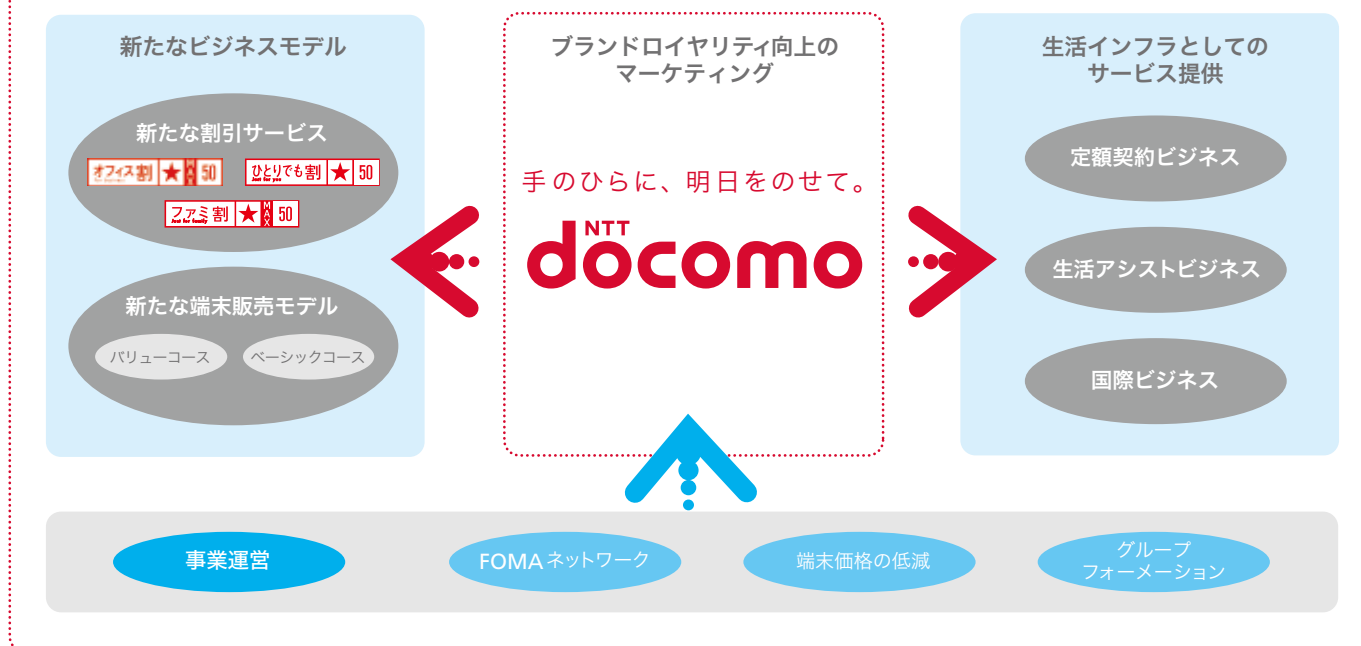 新たなビジネスモデル
新たな割引サービス
オフィス割 ★ MAX 50
ひとりでも割 ★ 50
Just for you
ファミ割 ★ MAX 50
Just for family
新たな端末販売モデル
バリューコース
ベーシックコース
ブランドロイヤリティ向上の
マーケティング
手のひらに、明日をのせて。
NTT
docomo
生活インフラとしての
サービス提供
定額契約ビジネス
生活アシストビジネス
国際ビジネス
事業運営
FOMAネットワーク
端末価格の低減
グループ
フォーメーション